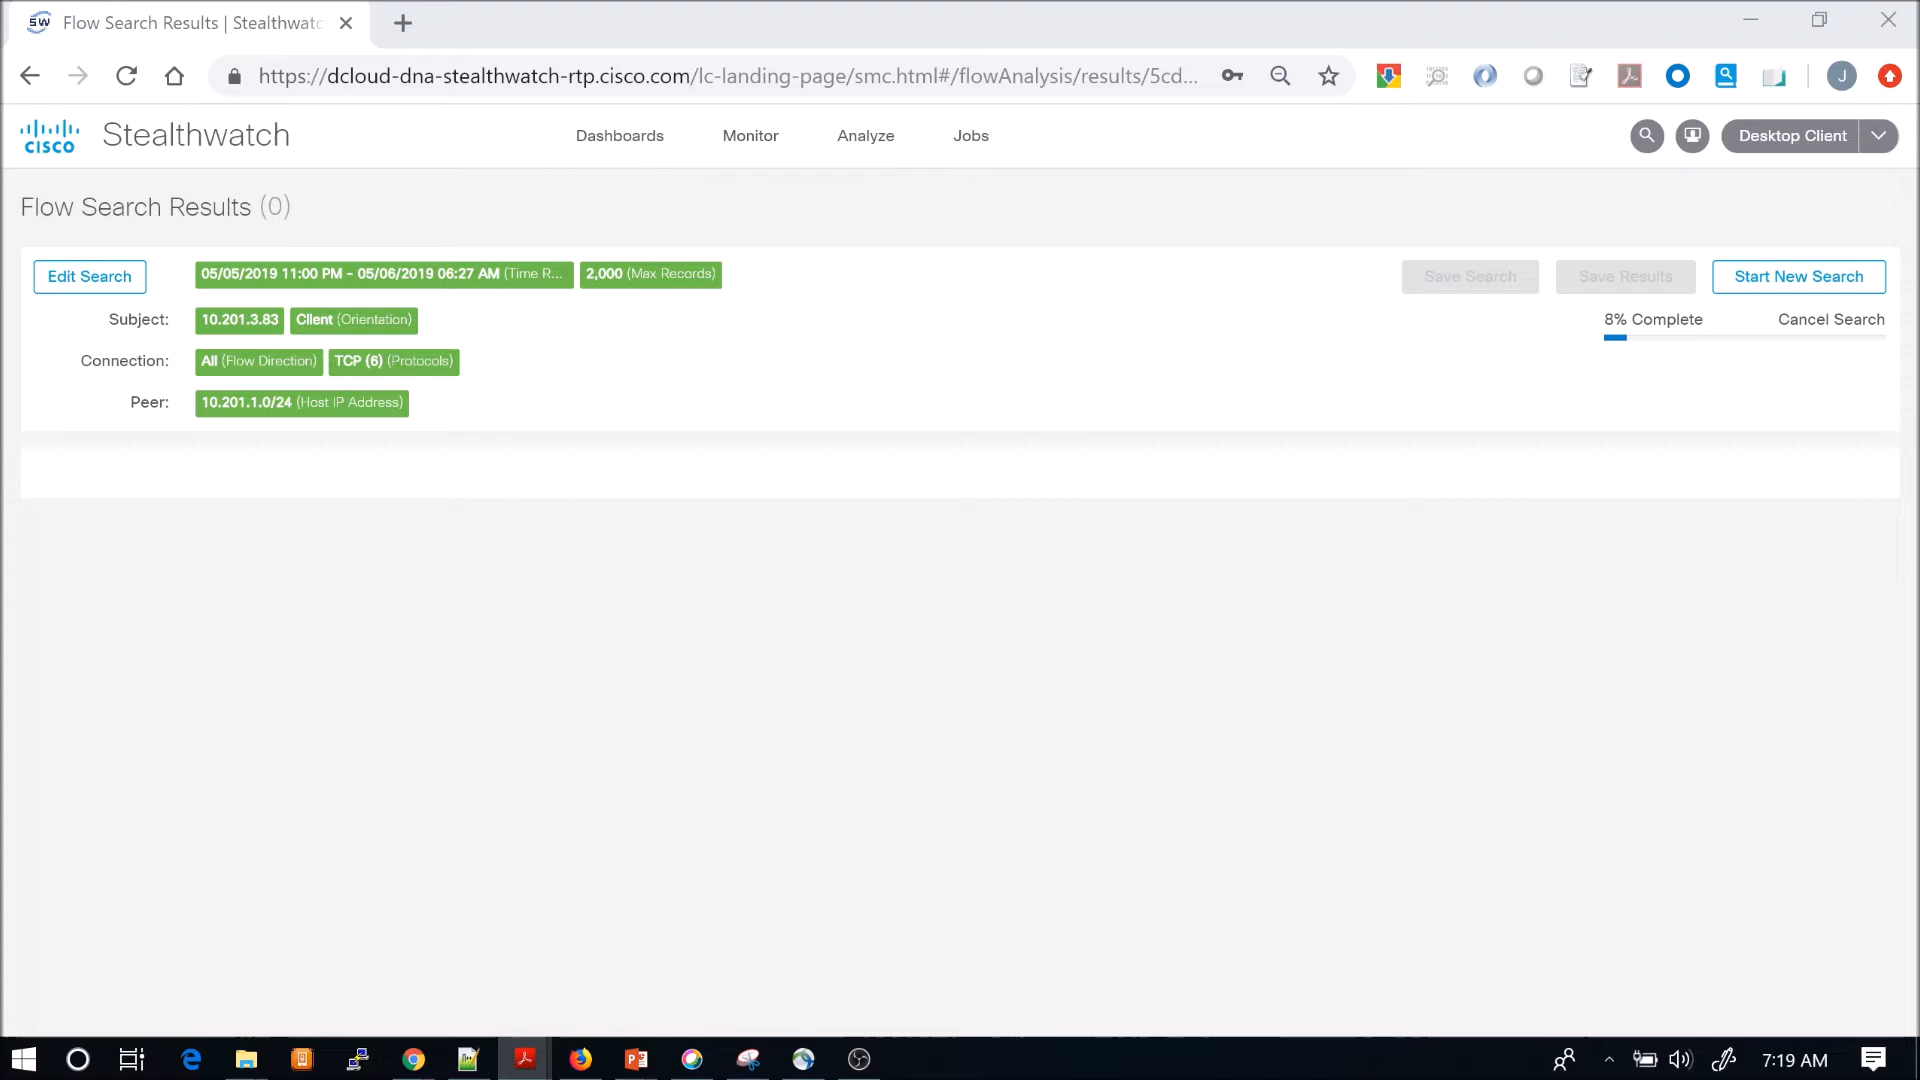 Flow Search Results | Stealthwatc
https://dcloud-dna-stealthwatch-rtp.cisco.com/lc-landing-page/smc.html#/flowAnalysis/results/5cd...
J
CISCO
Stealthwatch
Dashboards
Monitor
Analyze
Jobs
Desktop Client
Flow Search Results (0)
Edit Search
05/05/2019 11:00 PM - 05/06/2019 06:27 AM (Time R...
2,000 (Max Records)
Save Search
Save Results
Start New Search
Subject:
10.201.3.83
Client (Orientation)
8% Complete
Cancel Search
Connection:
All (Flow Direction)
TCP (6) (Protocols)
Peer:
10.201.1.0/24 (Host IP Address)
7:19 AM